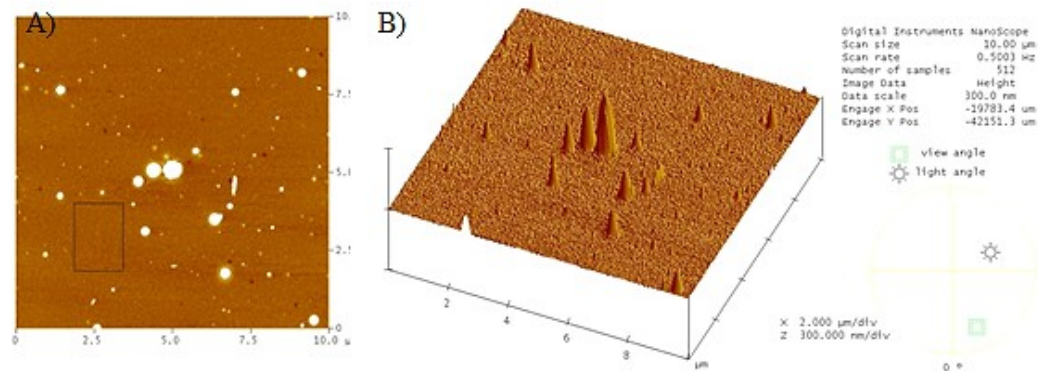 A)
10.
7.
5.
2.5
0
0
2.5
5.0
7.5
10.0
B)
2
4
6
8
µm
Digital Instruments NanoScope
Scan size 10.00 µm
Scan rate 0.5003 Hz
Number of samples 512
Image Data Height
Data scale 300.0 nm
Engage X Pos -19783.4 um
Engage Y Pos -42151.3 um
view angle
light angle
X 2.000 µm/div
Z 300.000 nm/div
0 °